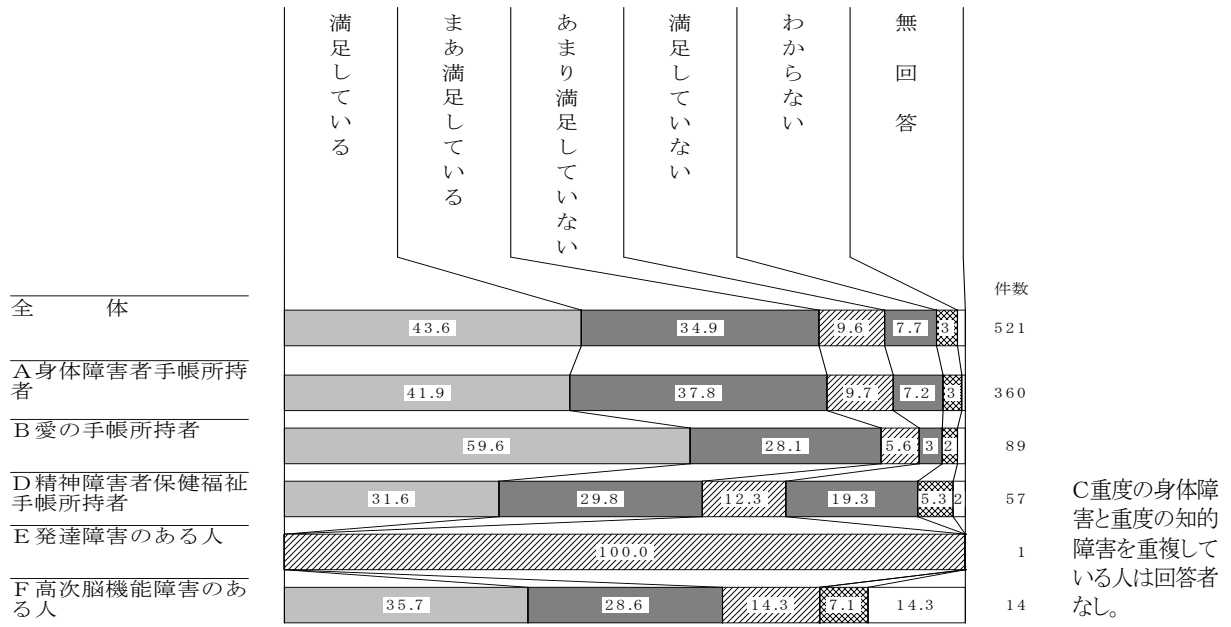 満足している
まあ満足している
あまり満足していない
満足していない
わからない
無回答
件数
全　体
43.6 34.9 9.6 7.7 3 521
A身体障害者手帳所持
者
41.9 37.8 9.7 7.2 3 360
B愛の手帳所持者
59.6 28.1 5.6 3 2 89
D精神障害者保健福祉
手帳所持者
31.6 29.8 12.3 19.3 5.3 2 57
E発達障害のある人
100.0 1
F高次脳機能障害のあ
る人
35.7 28.6 14.3 7.1 14.3 14
C重度の身体障
害と重度の知的
障害を重複して
いる人は回答者
なし。